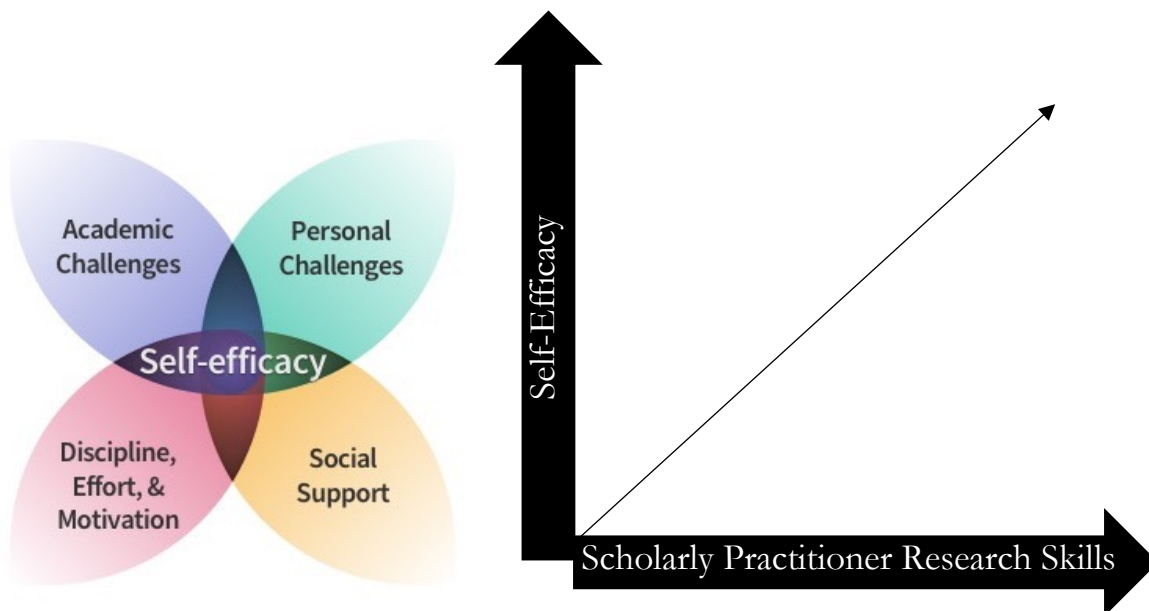 Academic
Challenges
Personal
Challenges
Self-efficacy
Discipline,
Effort, &
Motivation
Social
Support
Self-Efficacy
Scholarly Practitioner Research Skills